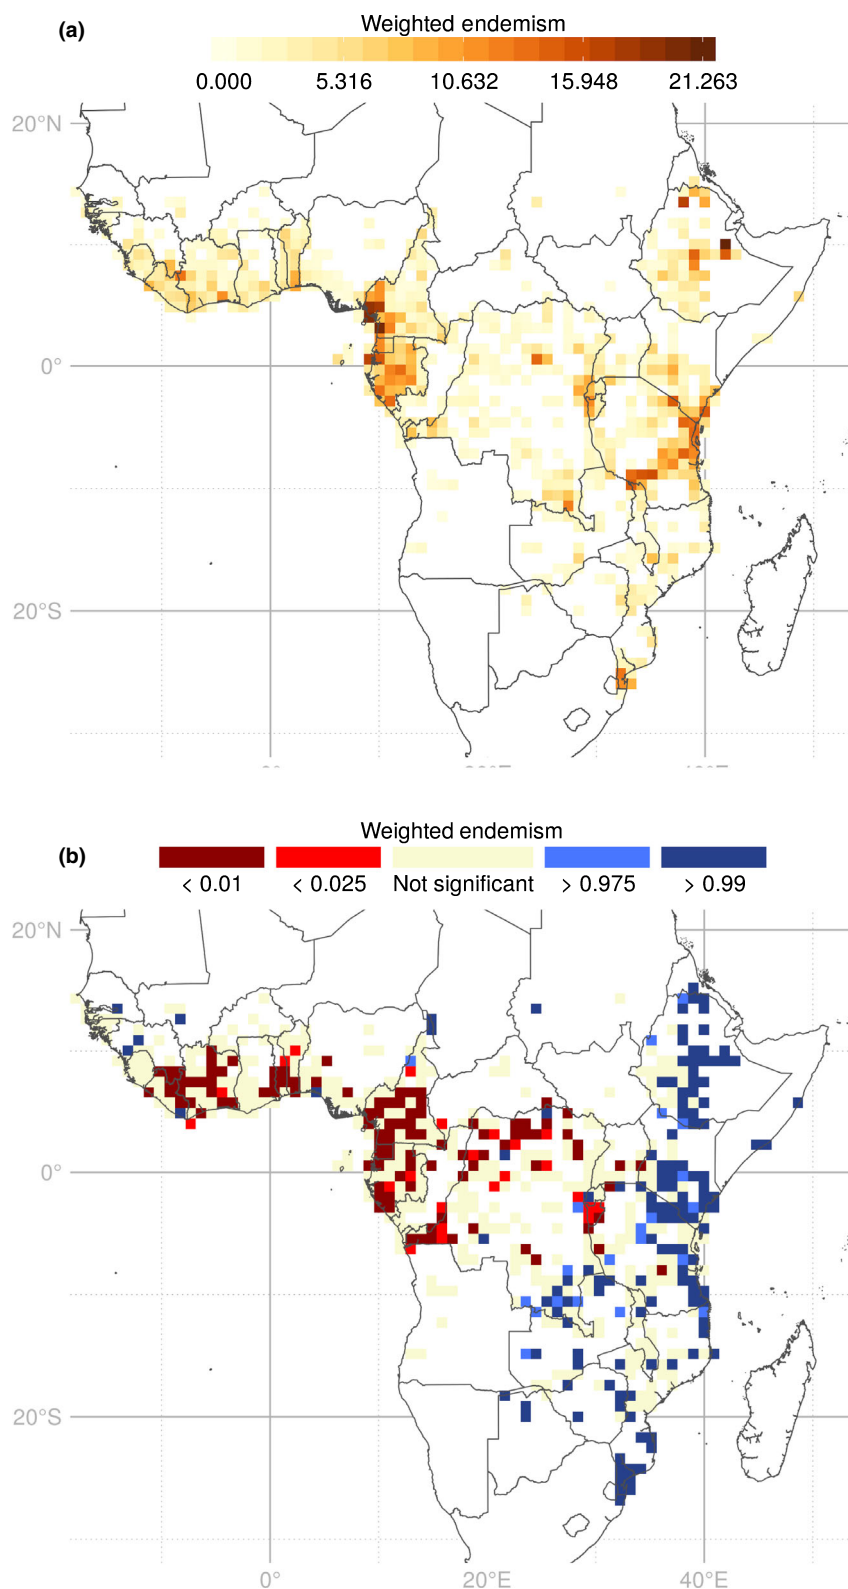 (a)
Weighted endemism
0.000 5.316 10.632 15.948 21.263
20°N
0°
20°S
(b)
Weighted endemism
< 0.01 < 0.025 Not significant > 0.975 > 0.99
20°N
0°
20°S
0° 20°E 40°E